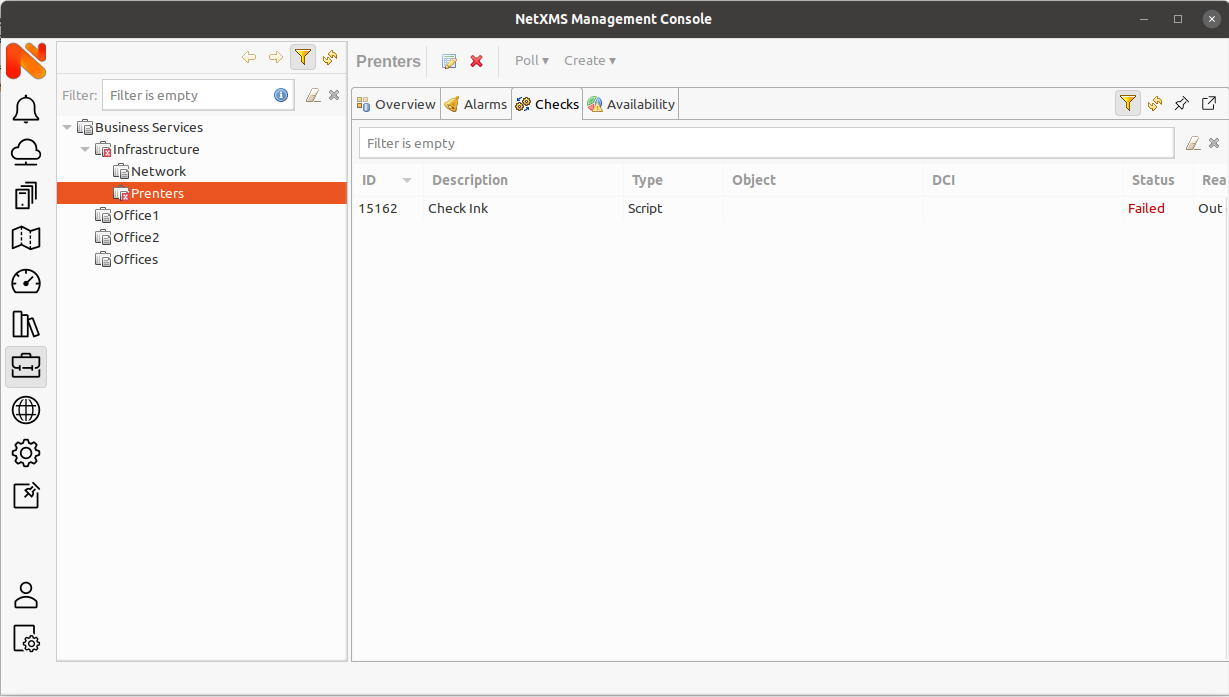 NetXMS Management Console
Prenters
Poll
Create
Filter:
Filter is empty
Overview
Alarms
Checks
Availability
Business Services
Infrastructure
Network
Prenters
Office1
Office2
Offices
Filter is empty
ID Description Type Object DCI Status Rea
15162 Check Ink Script Failed Out